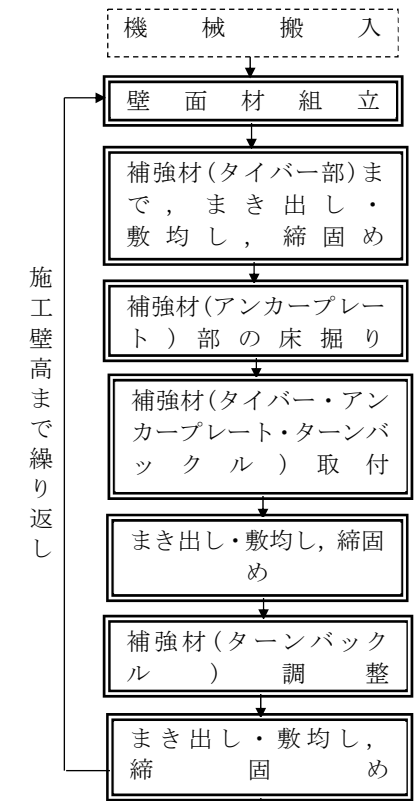 機械搬入
壁面材組立
補強材(タイバー部)ま
で，まき出し・
敷均し，締固め
補強材(アンカープレー
ト)部の床掘り
補強材(タイバー・アン
カープレート・ターンバ
ックル)取付
まき出し・敷均し，締固
め
補強材(ターンバック
ル)調整
まき出し・敷均し，
締固め
施工壁高まで繰り返し